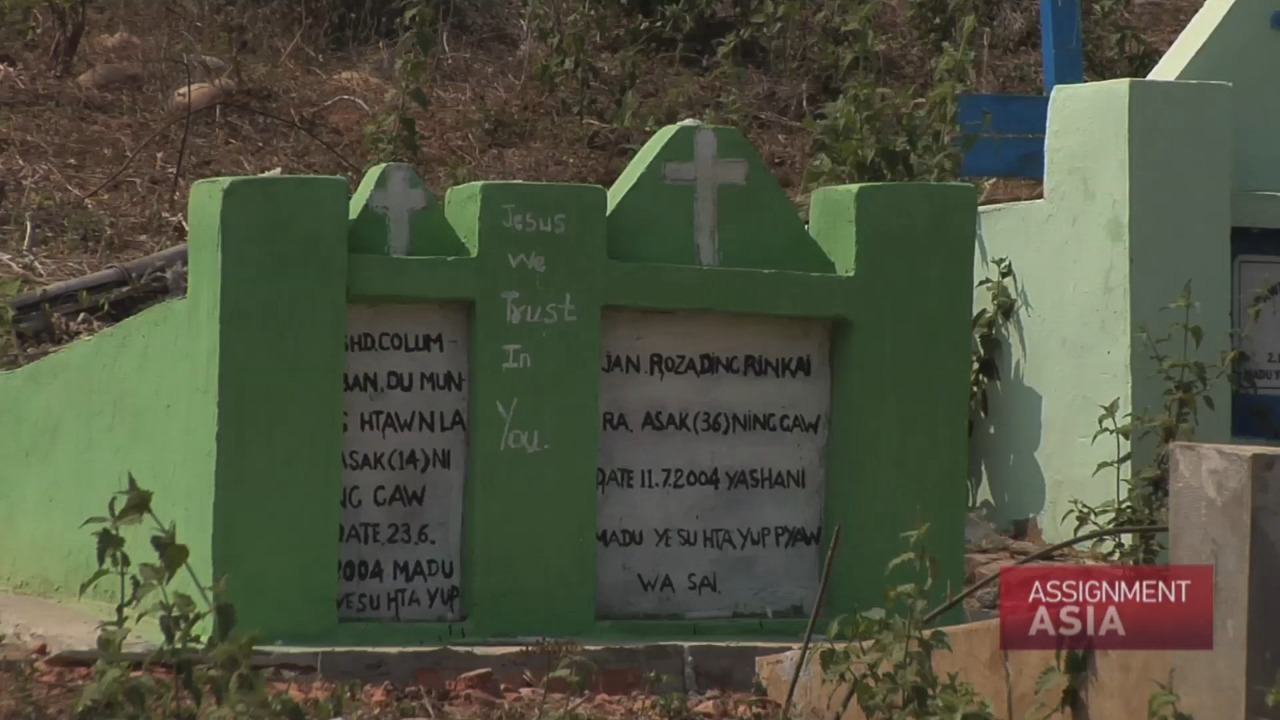 SHD.COLUM-
BAN. DU MUN-
G HTAWN LA
ASAK (14) NI
NG GAW
DATE 23.6.
2004 MADU
YESU HTA YUP
Jesus
We
Trust
In
You.
JAN. ROZADING RINKAI
RA. ASAK (36) NING GAW
DATE 11.7.2004 YASHANI
MADU YESU HTA YUP PYAW
WA SAI.
ASSIGNMENT
ASIA